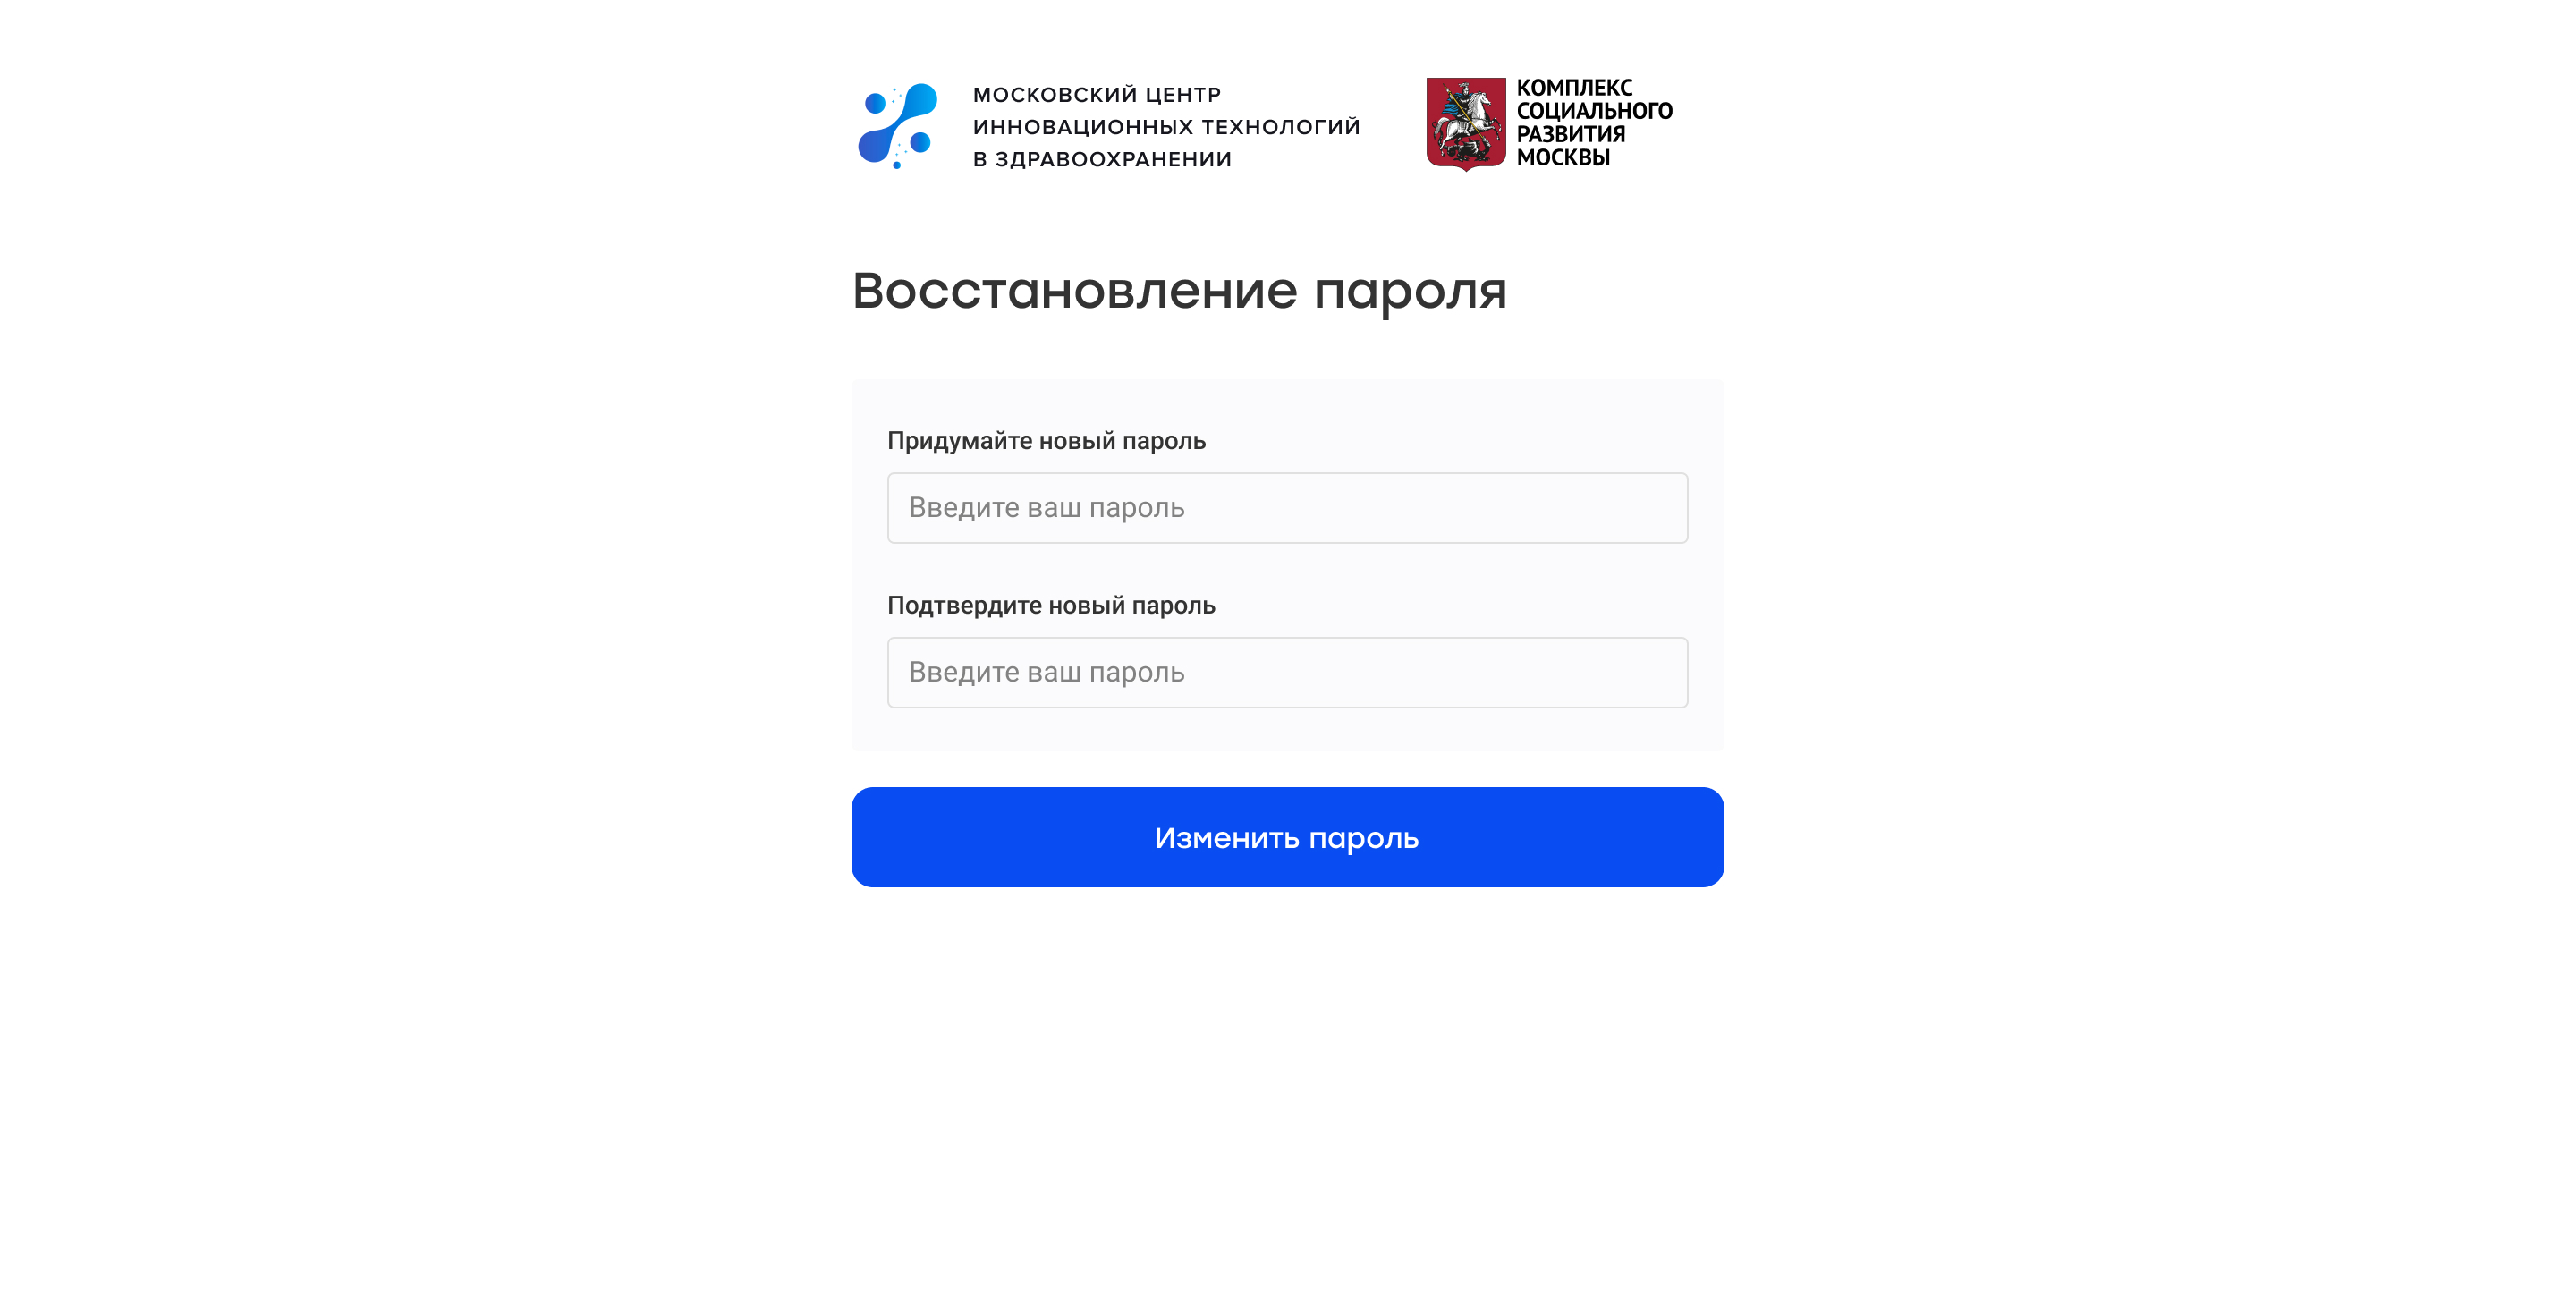 МОСКОВСКИЙ ЦЕНТР
ИННОВАЦИОННЫХ ТЕХНОЛОГИЙ
В ЗДРАВООХРАНЕНИИ
КОМПЛЕКС
СОЦИАЛЬНОГО
РАЗВИТИЯ
МОСКВЫ
Восстановление пароля
Придумайте новый пароль
Введите ваш пароль
Подтвердите новый пароль
Введите ваш пароль
Изменить пароль